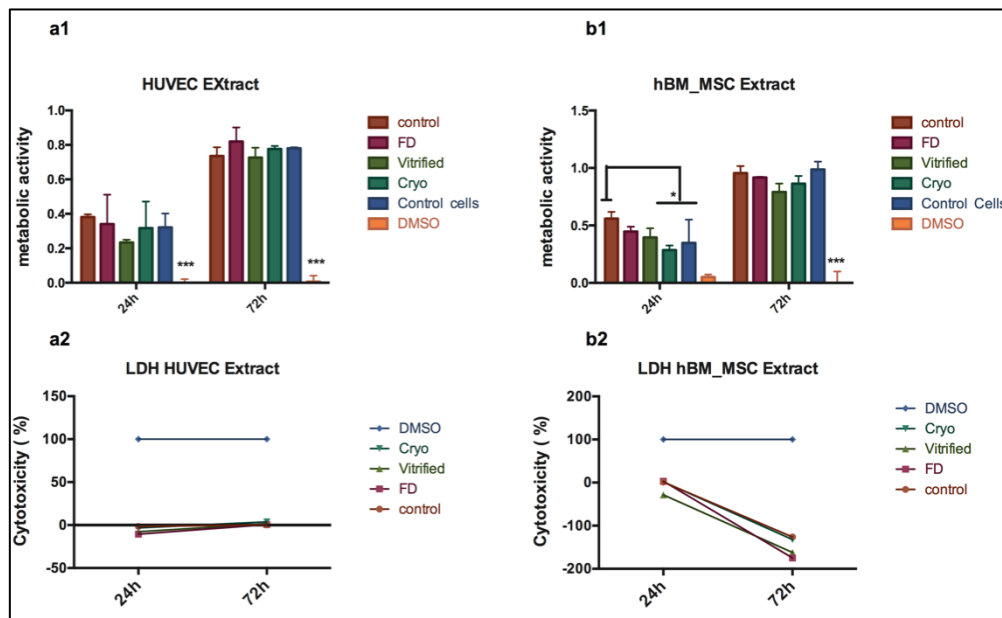 a1
HUVEC EXtract
metabolic activity
1.0
0.8
0.6
0.4
0.2
0.0
***
***
24h
72h
control
FD
Vitrified
Cryo
Control cells
DMSO
b1
hBM_MSC Extract
metabolic activity
1.5
1.0
0.5
0.0
*
***
24h
72h
control
FD
Vitrified
Cryo
Control Cells
DMSO
a2
LDH HUVEC Extract
Cytotoxicity ( %)
150
100
50
0
-50
24h
72h
DMSO
Cryo
Vitrified
FD
control
b2
LDH hBM_MSC Extract
Cytotoxicity ( %)
200
100
0
-100
-200
24h
72h
DMSO
Cryo
Vitrified
FD
control